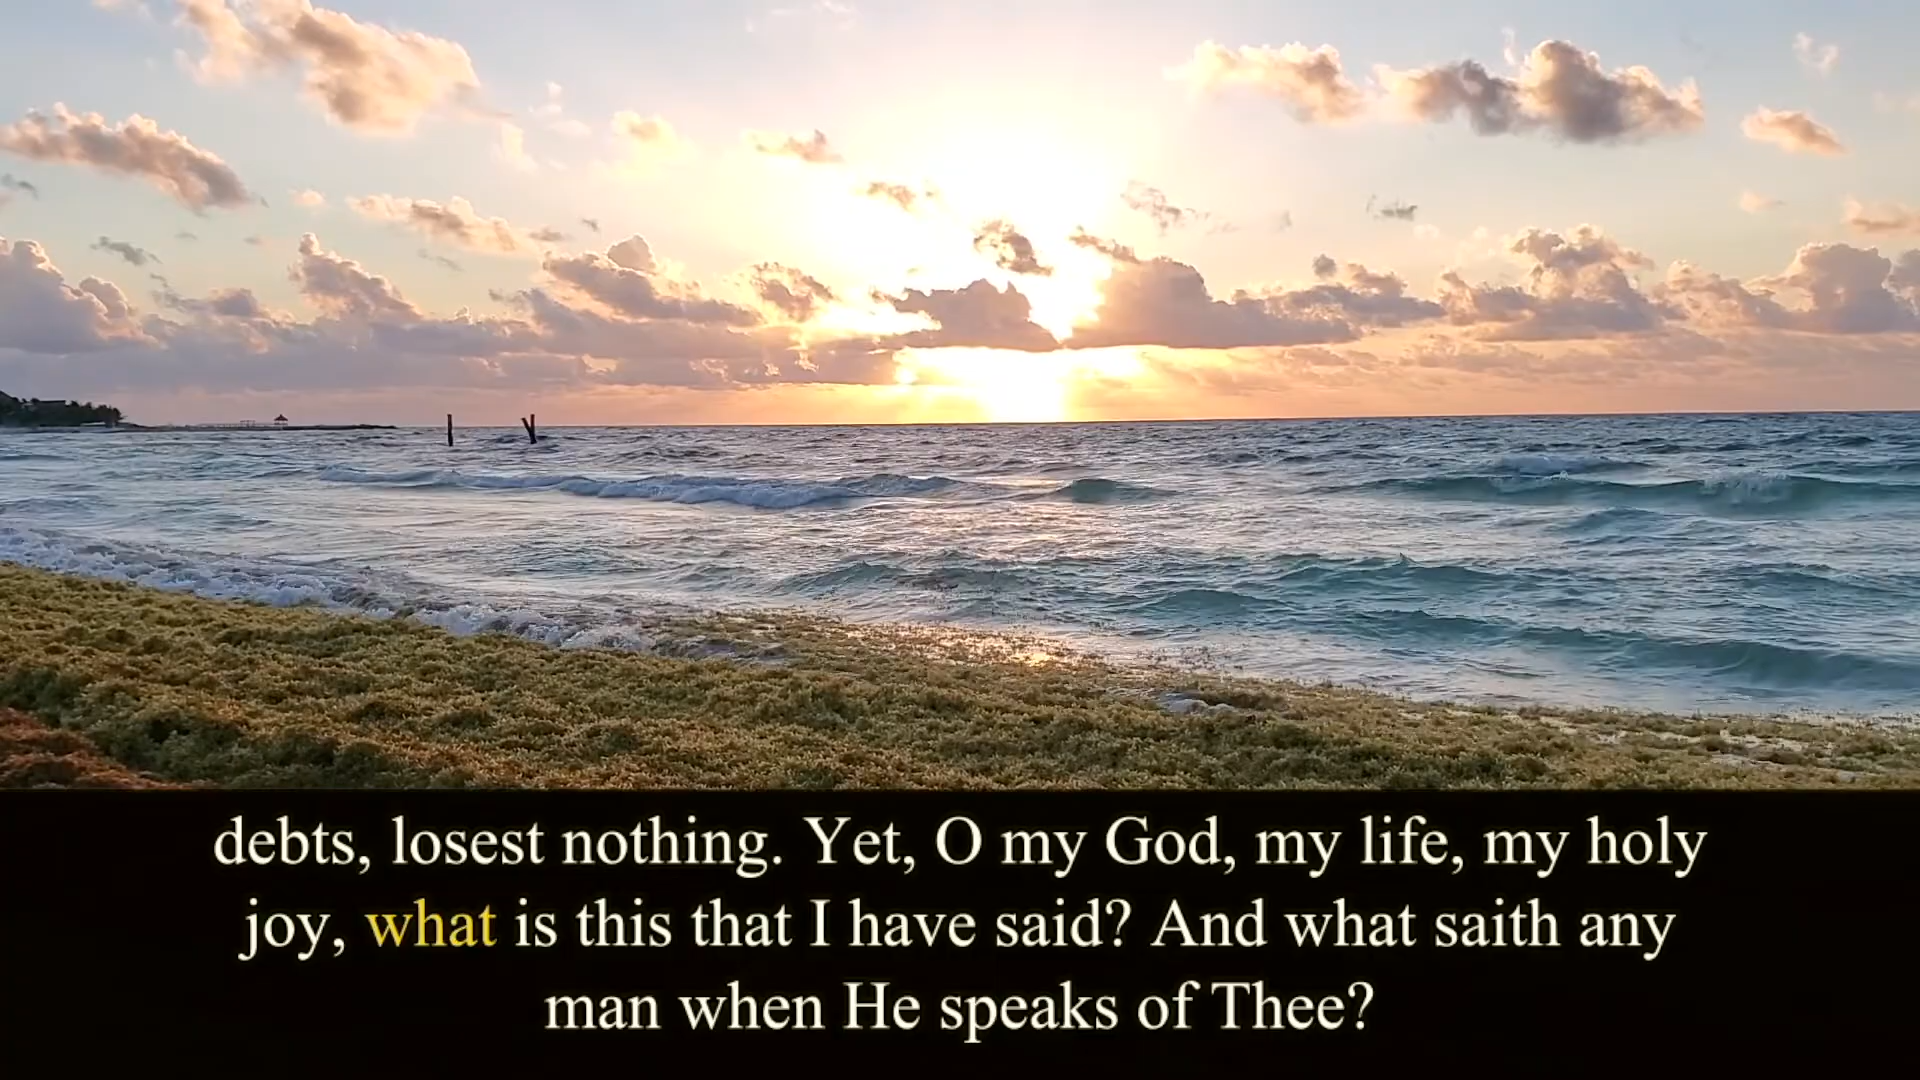 debts, losest nothing. Yet, O my God, my life, my holy
joy, what is this that I have said? And what saith any
man when He speaks of Thee?